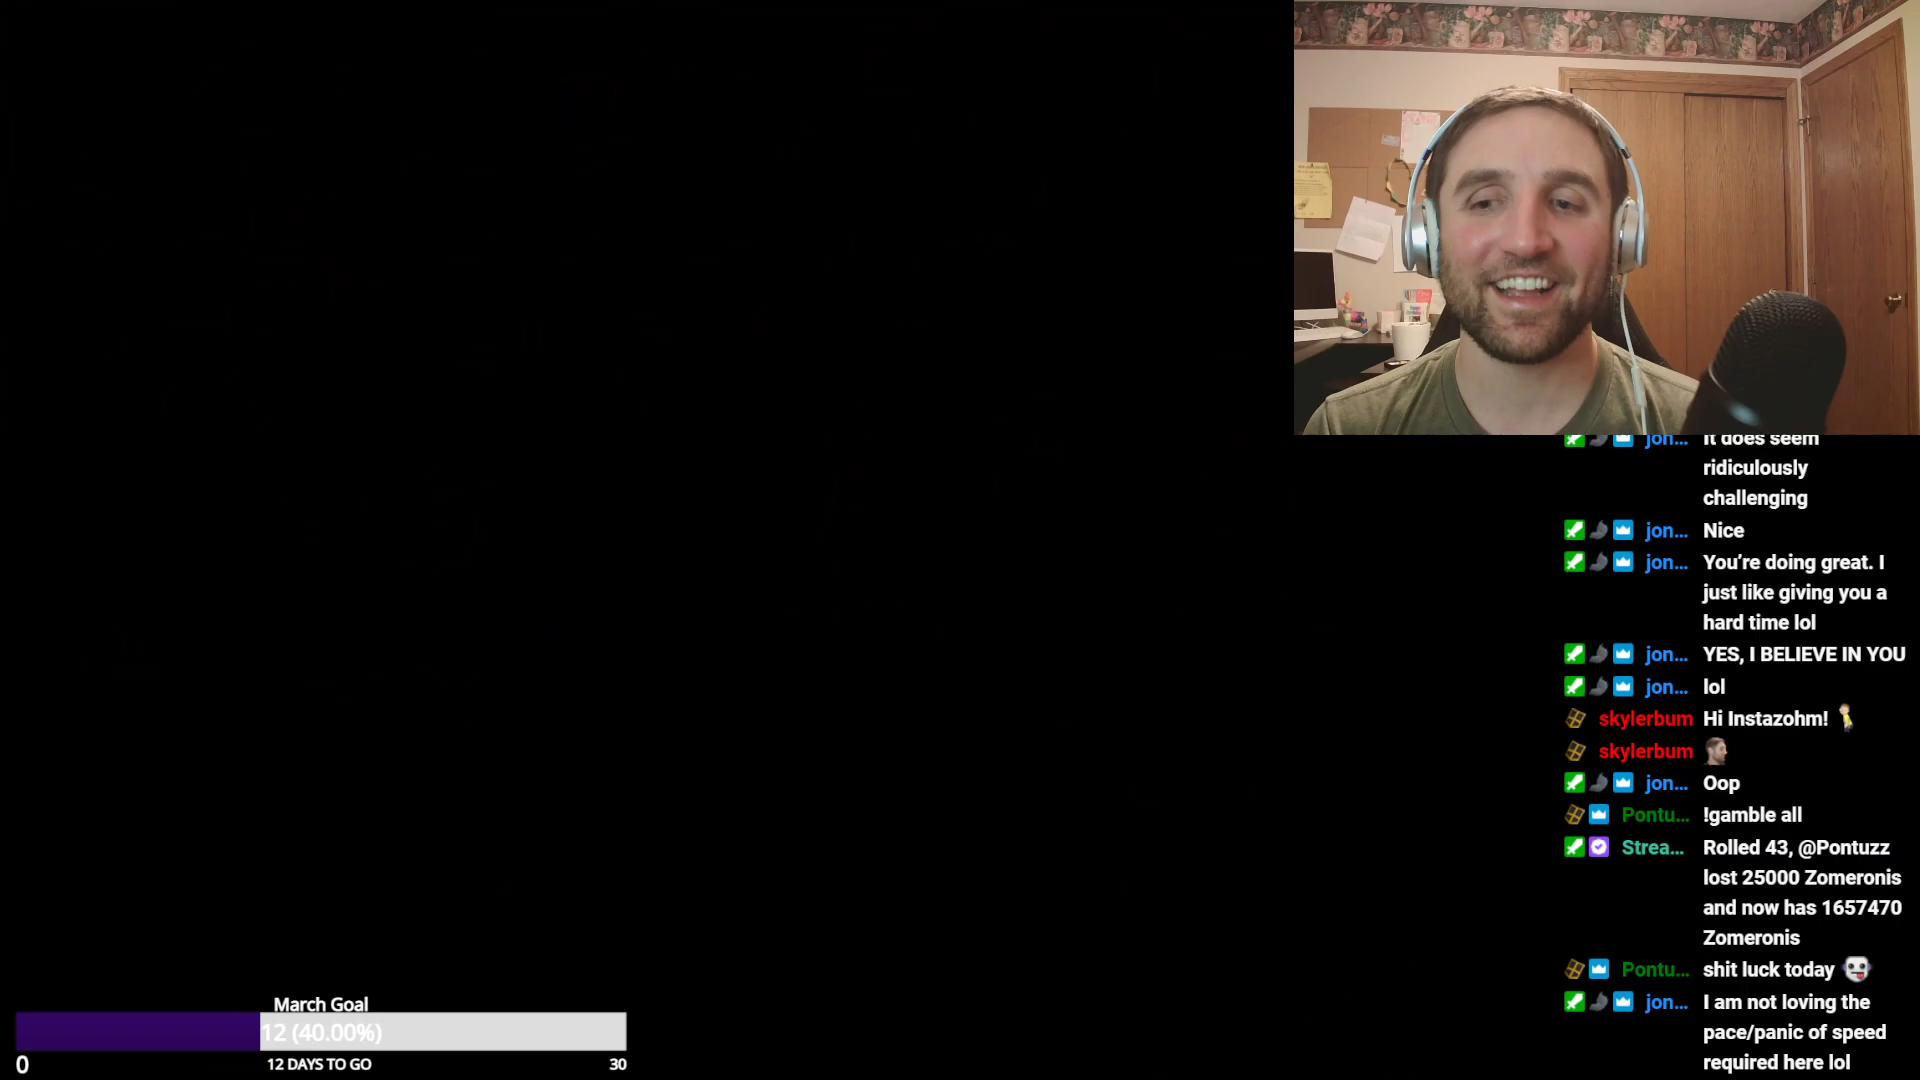 jon... It does seem
ridiculously
challenging
jon... Nice
jon... You're doing great. I
just like giving you a
hard time lol
jon... YES, I BELIEVE IN YOU
jon... lol
skylerbum Hi Instazohm!
skylerbum
jon... Oop
Pontu... !gamble all
Strea... Rolled 43, @Pontuzz
lost 25000 Zomeronis
and now has 1657470
Zomeronis
Pontu... shit luck today
jon... I am not loving the
pace/panic of speed
required here lol
March Goal
12 (40.00%)
0 12 DAYS TO GO 30